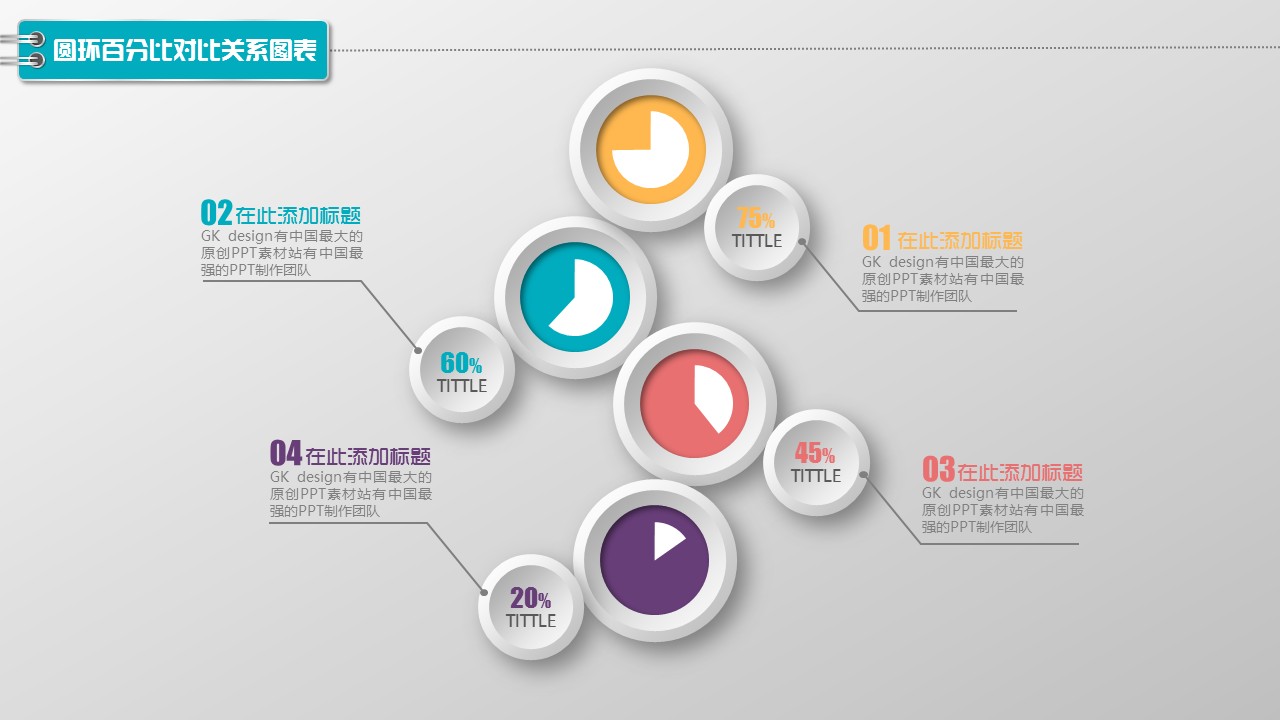 圆环百分比对比关系图表
75%
TITTLE
01 在此添加标题
GK design有中国最大的
原创PPT素材站有中国最
强的PPT制作团队
02 在此添加标题
GK design有中国最大的
原创PPT素材站有中国最
强的PPT制作团队
60%
TITTLE
45%
TITTLE
03 在此添加标题
GK design有中国最大的
原创PPT素材站有中国最
强的PPT制作团队
04 在此添加标题
GK design有中国最大的
原创PPT素材站有中国最
强的PPT制作团队
20%
TITTLE